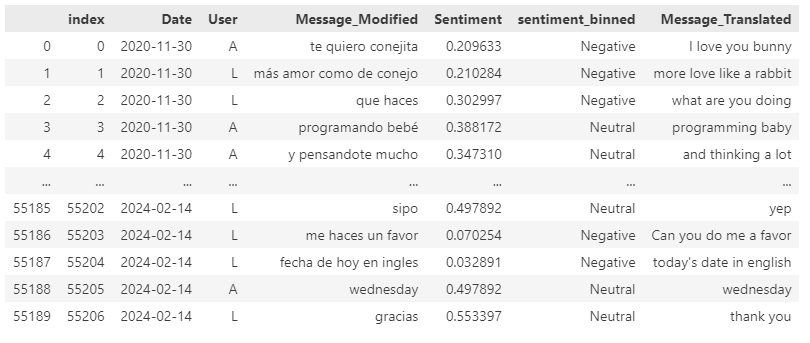 index Date User Message_Modified Sentiment sentiment_binned Message_Translated
0 0 2020-11-30 A te quiero conejita 0.209633 Negative I love you bunny
1 1 2020-11-30 L más amor como de conejo 0.210284 Negative more love like a rabbit
2 2 2020-11-30 L que haces 0.302997 Negative what are you doing
3 3 2020-11-30 A programando bebé 0.388172 Neutral programming baby
4 4 2020-11-30 A y pensandote mucho 0.347310 Neutral and thinking a lot
... ... ... ... ... ... ... ...
55185 55202 2024-02-14 L sipo 0.497892 Neutral yep
55186 55203 2024-02-14 L me haces un favor 0.070254 Negative Can you do me a favor
55187 55204 2024-02-14 L fecha de hoy en ingles 0.032891 Negative today's date in english
55188 55205 2024-02-14 A wednesday 0.497892 Neutral wednesday
55189 55206 2024-02-14 L gracias 0.553397 Neutral thank you